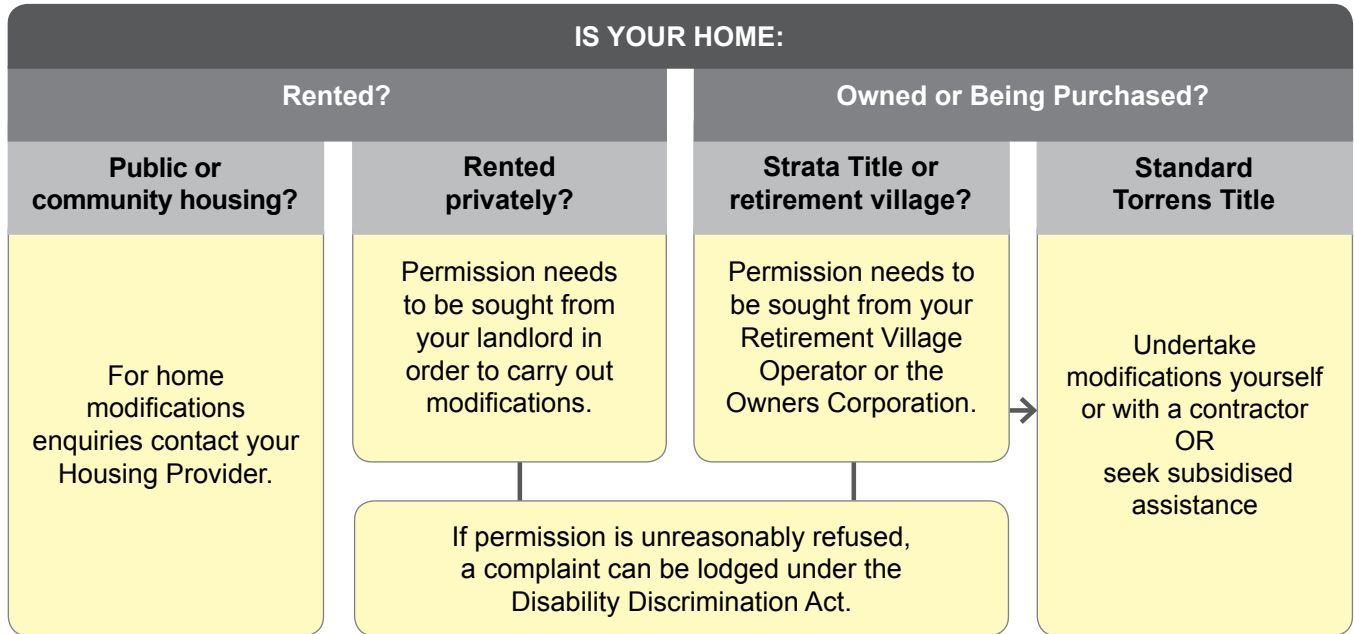 IS YOUR HOME:
Rented?
Owned or Being Purchased?
Public or
community housing?
Rented
privately?
Strata Title or
retirement village?
Standard
Torrens Title
For home
modifications
enquiries contact your
Housing Provider.
Permission needs
to be sought from
your landlord in
order to carry out
modifications.
Permission needs to
be sought from your
Retirement Village
Operator or the
Owners Corporation.
Undertake
modifications yourself
or with a contractor
OR
seek subsidised
assistance
If permission is unreasonably refused,
a complaint can be lodged under the
Disability Discrimination Act.